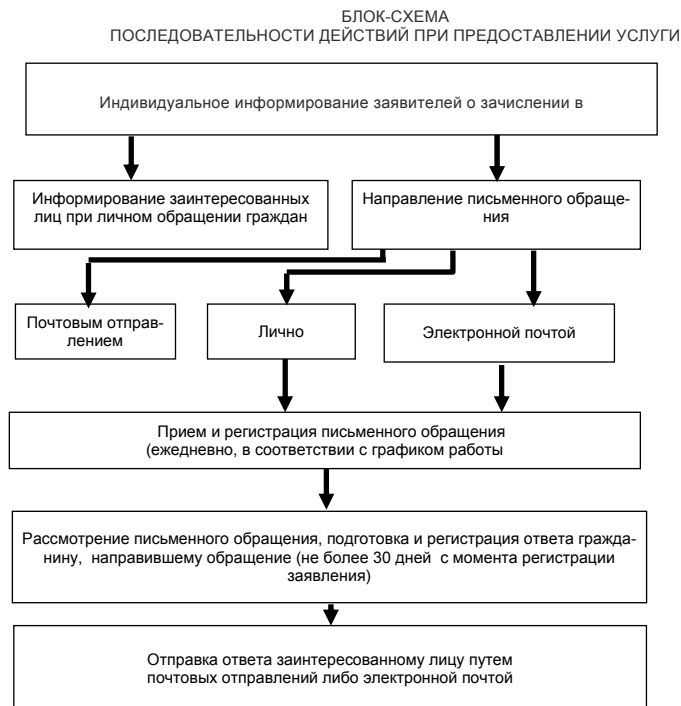 БЛОК-СХЕМА
ПОСЛЕДОВАТЕЛЬНОСТИ ДЕЙСТВИЙ ПРИ ПРЕДОСТАВЛЕНИИ УСЛУГИ
Индивидуальное информирование заявителей о зачислении в
Информирование заинтересованных
лиц при личном обращении граждан
Направление письменного обраще-
ния
Почтовым отправ-
лением
Лично
Электронной почтой
Прием и регистрация письменного обращения
(ежедневно, в соответствии с графиком работы
Рассмотрение письменного обращения, подготовка и регистрация ответа гражда-
нину, направившему обращение (не более 30 дней с момента регистрации
заявления)
Отправка ответа заинтересованному лицу путем
почтовых отправлений либо электронной почтой